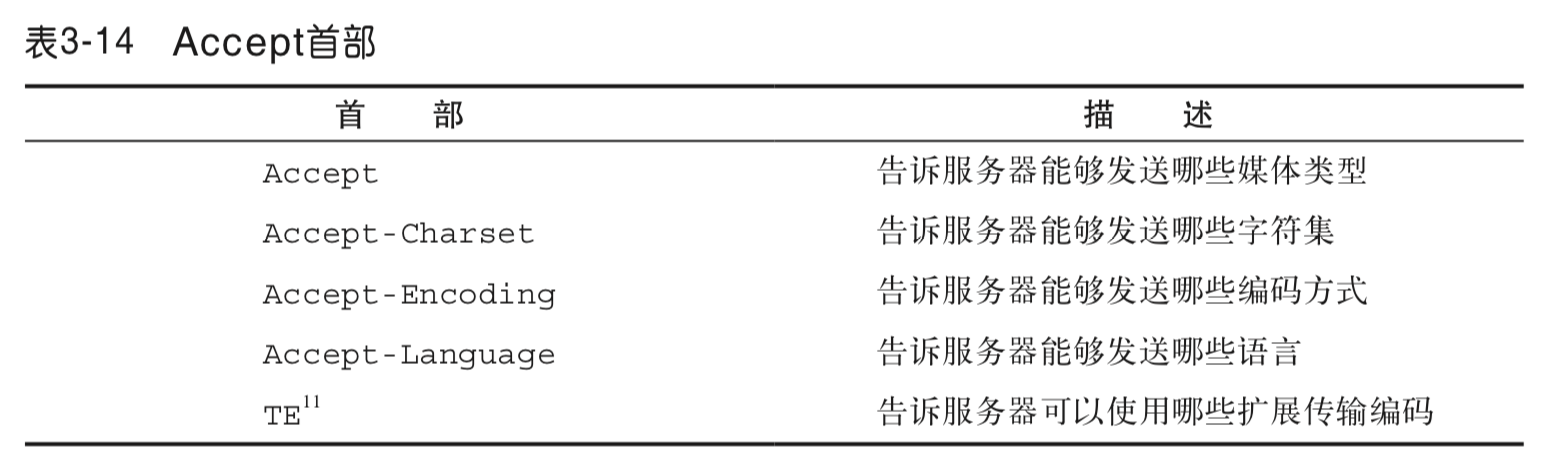 表3-14 Accept首部
首 部 描 述
Accept 告诉服务器能够发送哪些媒体类型
Accept-Charset 告诉服务器能够发送哪些字符集
Accept-Encoding 告诉服务器能够发送哪些编码方式
Accept-Language 告诉服务器能够发送哪些语言
TE11 告诉服务器可以使用哪些扩展传输编码